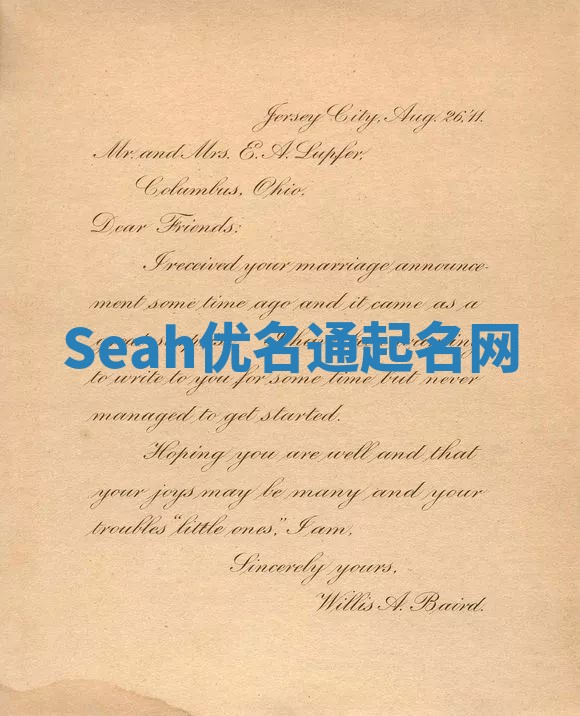 Jersey City, Aug. 26, '11.
Mr. and Mrs. E. A. Lupfer,
Columbus, Ohio.
Dear Friends:
I received your marriage announce-
ment some time ago and it came as a
Seah优名通起名网
to write to you for some time but never
managed to get started.
Hoping you are well and that
your joys may be many and your
troubles "little ones," I am,
Sincerely yours,
Willis A. Baird.